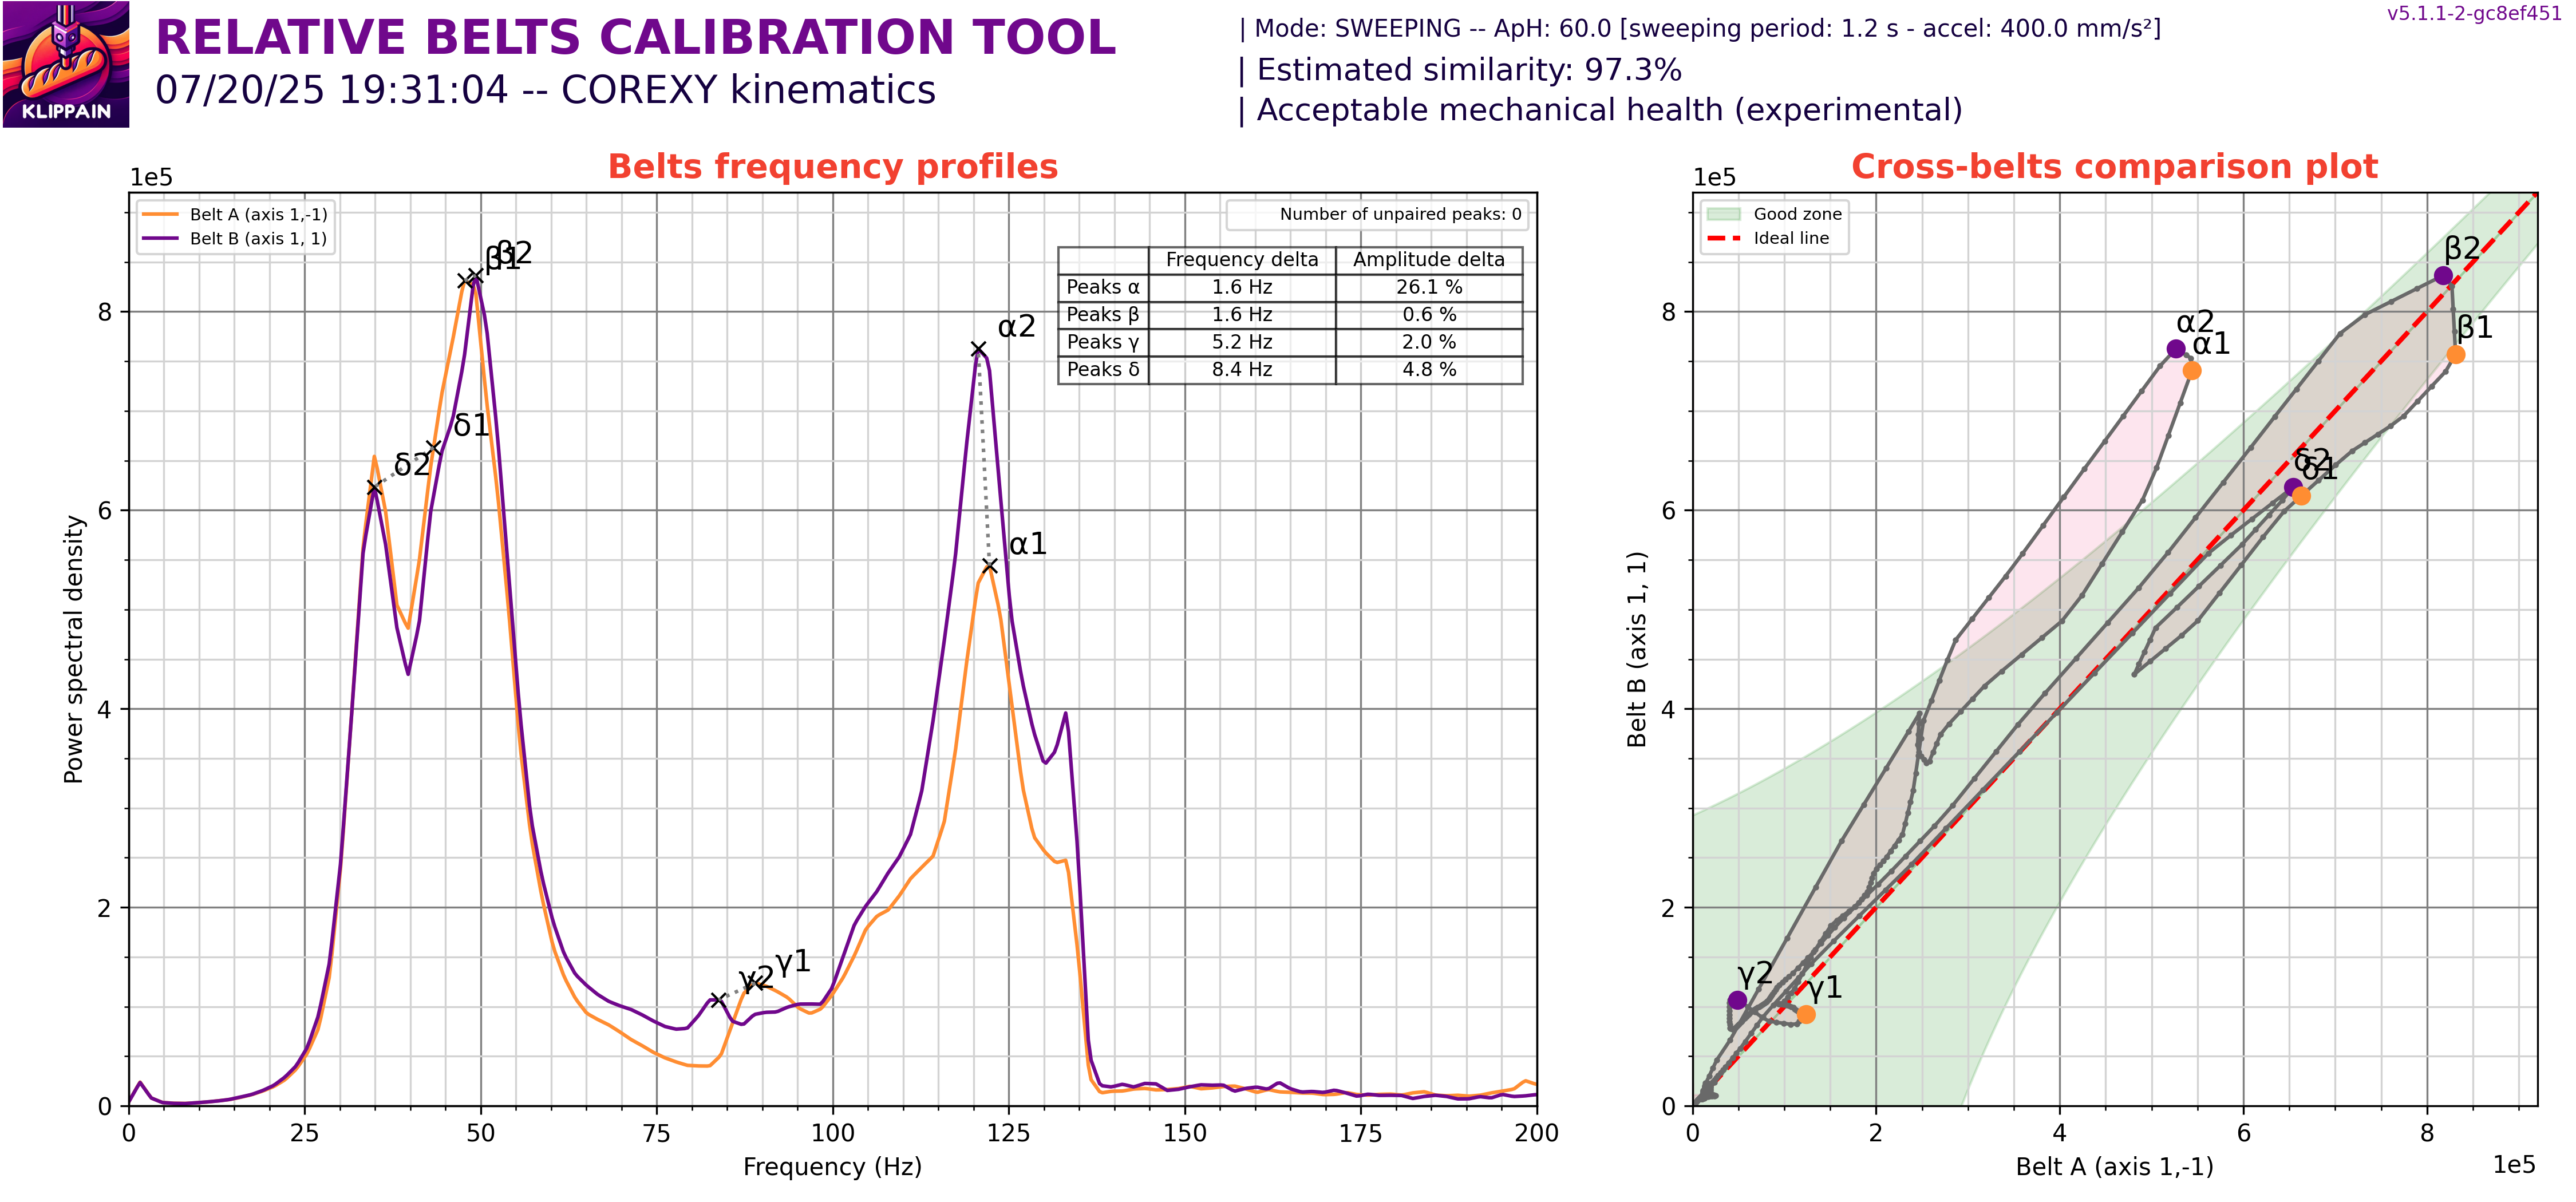 KLIPPAIN
RELATIVE BELTS CALIBRATION TOOL
07/20/25 19:31:04 -- COREXY kinematics
| Mode: SWEEPING -- ApH: 60.0 [sweeping period: 1.2 s - accel: 400.0 mm/s²]
| Estimated similarity: 97.3%
| Acceptable mechanical health (experimental)
v5.1.1-2-gc8ef451
Belts frequency profiles
1e5
Belt A (axis 1,-1)
Belt B (axis 1, 1)
Number of unpaired peaks: 0
Frequency delta Amplitude delta
Peaks α 1.6 Hz 26.1 %
Peaks β 1.6 Hz 0.6 %
Peaks γ 5.2 Hz 2.0 %
Peaks δ 8.4 Hz 4.8 %
β1
β2
α2
δ1
δ2
α1
γ1
γ2
8
6
4
2
0
Power spectral density
0 25 50 75 100 125 150 175 200
Frequency (Hz)
Cross-belts comparison plot
1e5
Good zone
Ideal line
β2
α2
α1
β1
δ2
δ1
γ2
γ1
8
6
4
2
0
Belt B (axis 1, 1)
0 2 4 6 8
Belt A (axis 1,-1)
1e5